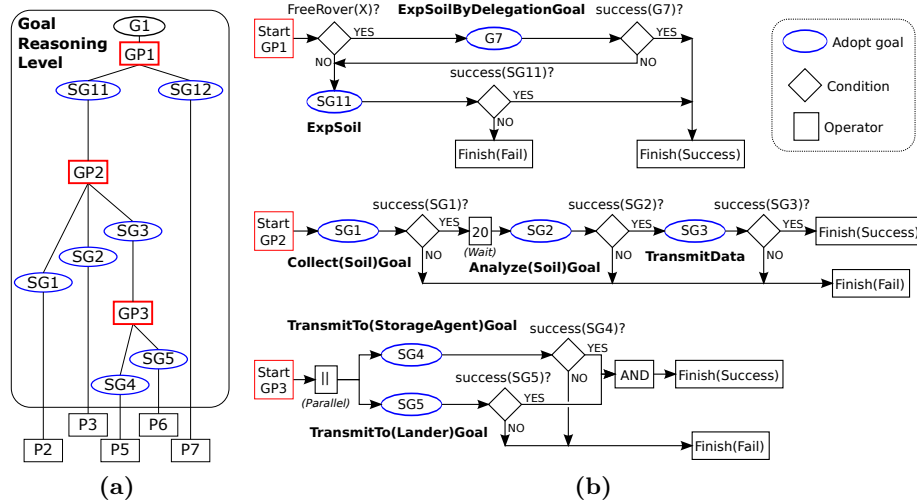 Goal
Reasoning
Level
G1
GP1
SG11
SG12
GP2
SG3
SG2
SG1
GP3
SG5
SG4
P3
P6
P2
P5
P7
(a)
FreeRover(X)?
ExpSoilByDelegationGoal
success(G7)?
Start
GP1
YES
G7
YES
NO
NO
success(SG11)?
SG11
YES
ExpSoil
NO
Finish(Fail)
Finish(Success)
Adopt goal
Condition
Operator
success(SG1)?
success(SG2)?
success(SG3)?
Start
GP2
SG1
YES
20
(Wait)
SG2
YES
SG3
YES
Finish(Success)
Collect(Soil)Goal
NO
Analyze(Soil)Goal
NO
TransmitData
NO
Finish(Fail)
TransmitTo(StorageAgent)Goal
success(SG4)?
SG4
YES
Start
GP3
||
(Parallel)
success(SG5)?
NO
AND
Finish(Success)
SG5
YES
TransmitTo(Lander)Goal
NO
Finish(Fail)
(b)